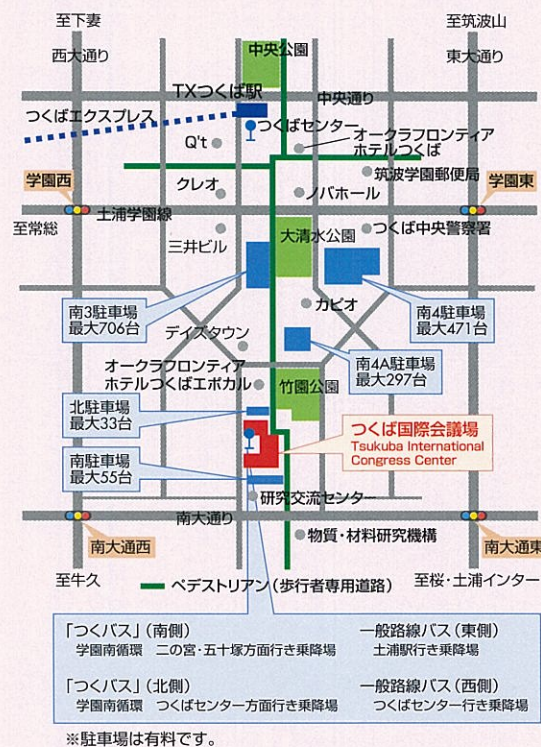 至下妻
至筑波山
西大通り
中央公園
東大通り
TXつくば駅
中央通り
つくばエクスプレス
つくばセンター
Q't
オークラフロンティア
ホテルつくば
筑波学園郵便局
学園西
クレオ
ノバホール
学園東
土浦学園線
至常総
三井ビル
大清水公園
つくば中央警察署
南3駐車場
最大706台
カピオ
南4駐車場
最大471台
デイズタウン
南4A駐車場
最大297台
オークラフロンティア
ホテルつくばエポカル
竹園公園
北駐車場
最大33台
つくば国際会議場
Tsukuba International
Congress Center
南駐車場
最大55台
研究交流センター
南大通り
南大通西
物質・材料研究機構
南大通東
至牛久
ペデストリアン（歩行者専用道路）
至桜・土浦インター
「つくバス」（南側）
学園南循環 二の宮・五十塚方面行き乗降場
一般路線バス（東側）
土浦駅行き乗降場
「つくバス」（北側）
学園南循環 つくばセンター方面行き乗降場
一般路線バス（西側）
つくばセンター行き乗降場
※駐車場は有料です。